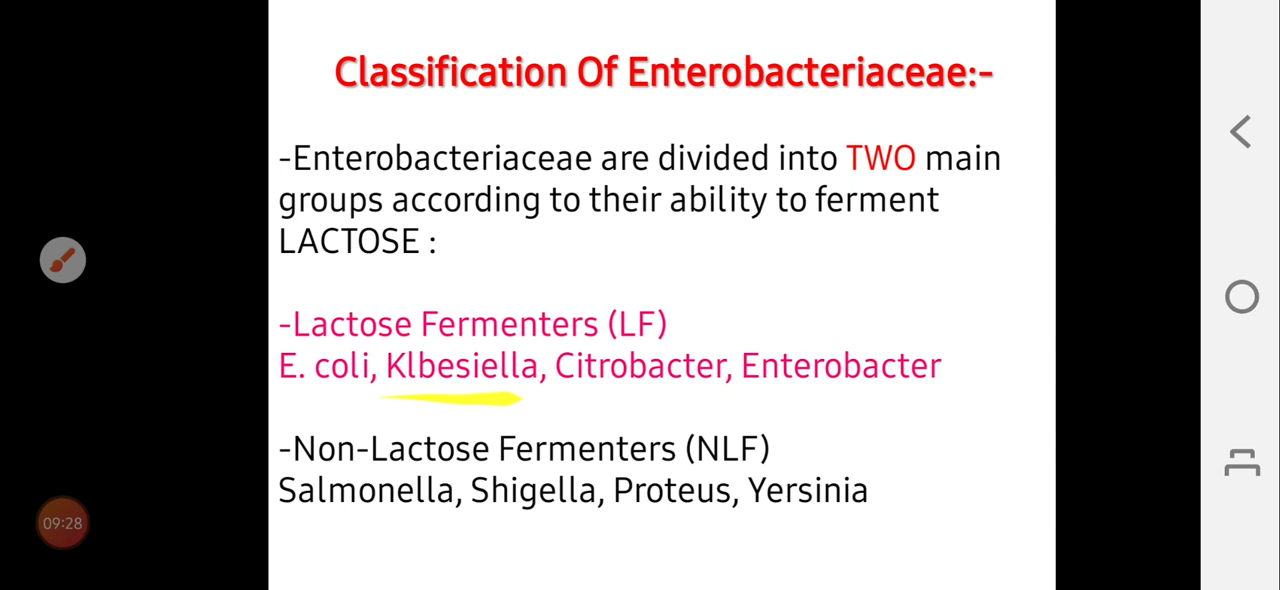 Classification Of Enterobacteriaceae:-
-Enterobacteriaceae are divided into TWO main
groups according to their ability to ferment
LACTOSE :
-Lactose Fermenters (LF)
E. coli, Klbesiella, Citrobacter, Enterobacter
-Non-Lactose Fermenters (NLF)
Salmonella, Shigella, Proteus, Yersinia
09:28